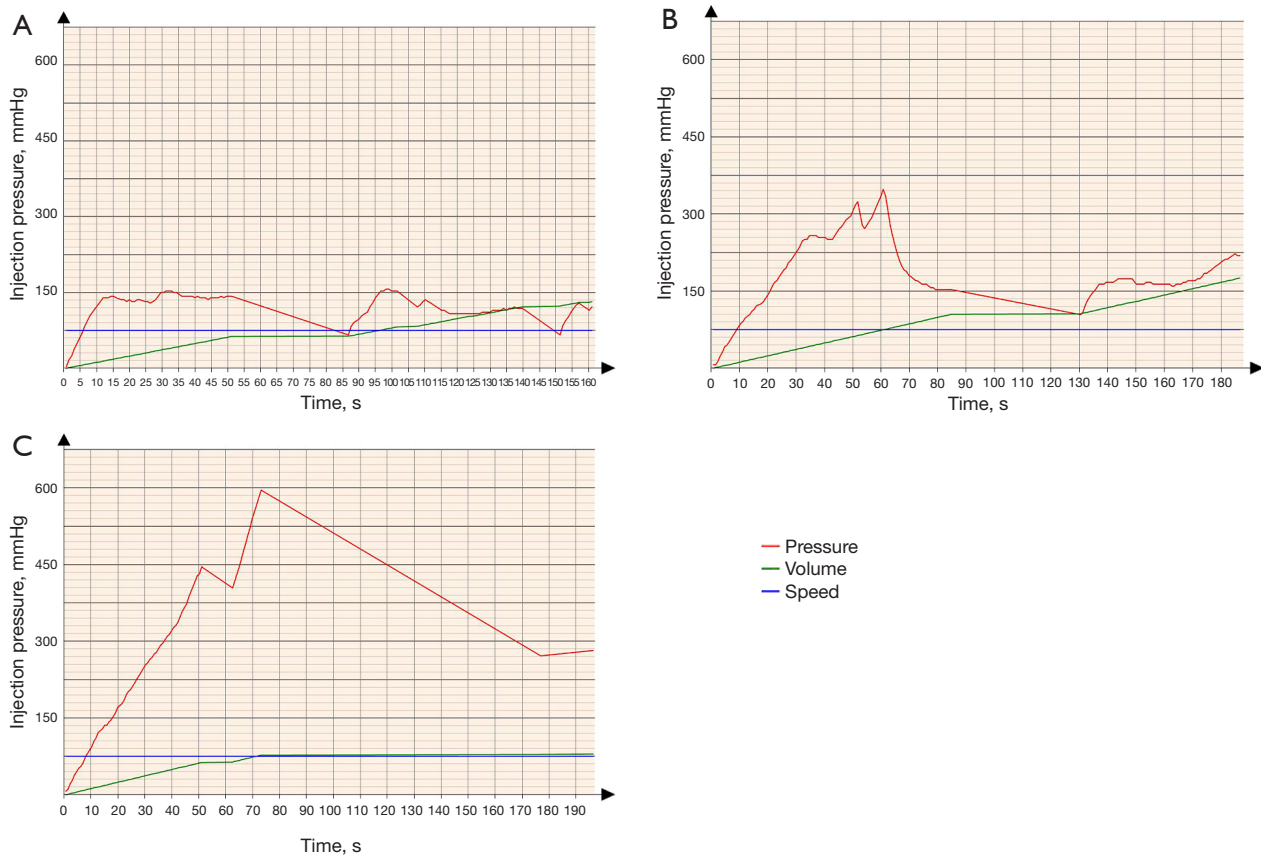 A
Injection pressure, mmHg
600
450
300
150
0 5 10 15 20 25 30 35 40 45 50 55 60 65 70 75 80 85 90 95 100 105 110 115 120 125 130 135 140 145 150 155 160
Time, s
B
Injection pressure, mmHg
600
450
300
150
0 10 20 30 40 50 60 70 80 90 100 110 120 130 140 150 160 170 180
Time, s
C
Injection pressure, mmHg
600
450
300
150
0 10 20 30 40 50 60 70 80 90 100 110 120 130 140 150 160 170 180 190
Time, s
Pressure
Volume
Speed